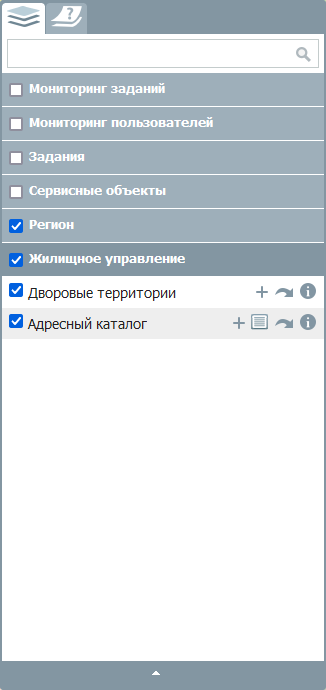 Мониторинг заданий
Мониторинг пользователей
Задания
Сервисные объекты
Регион
Жилищное управление
Дворовые территории
Адресный каталог